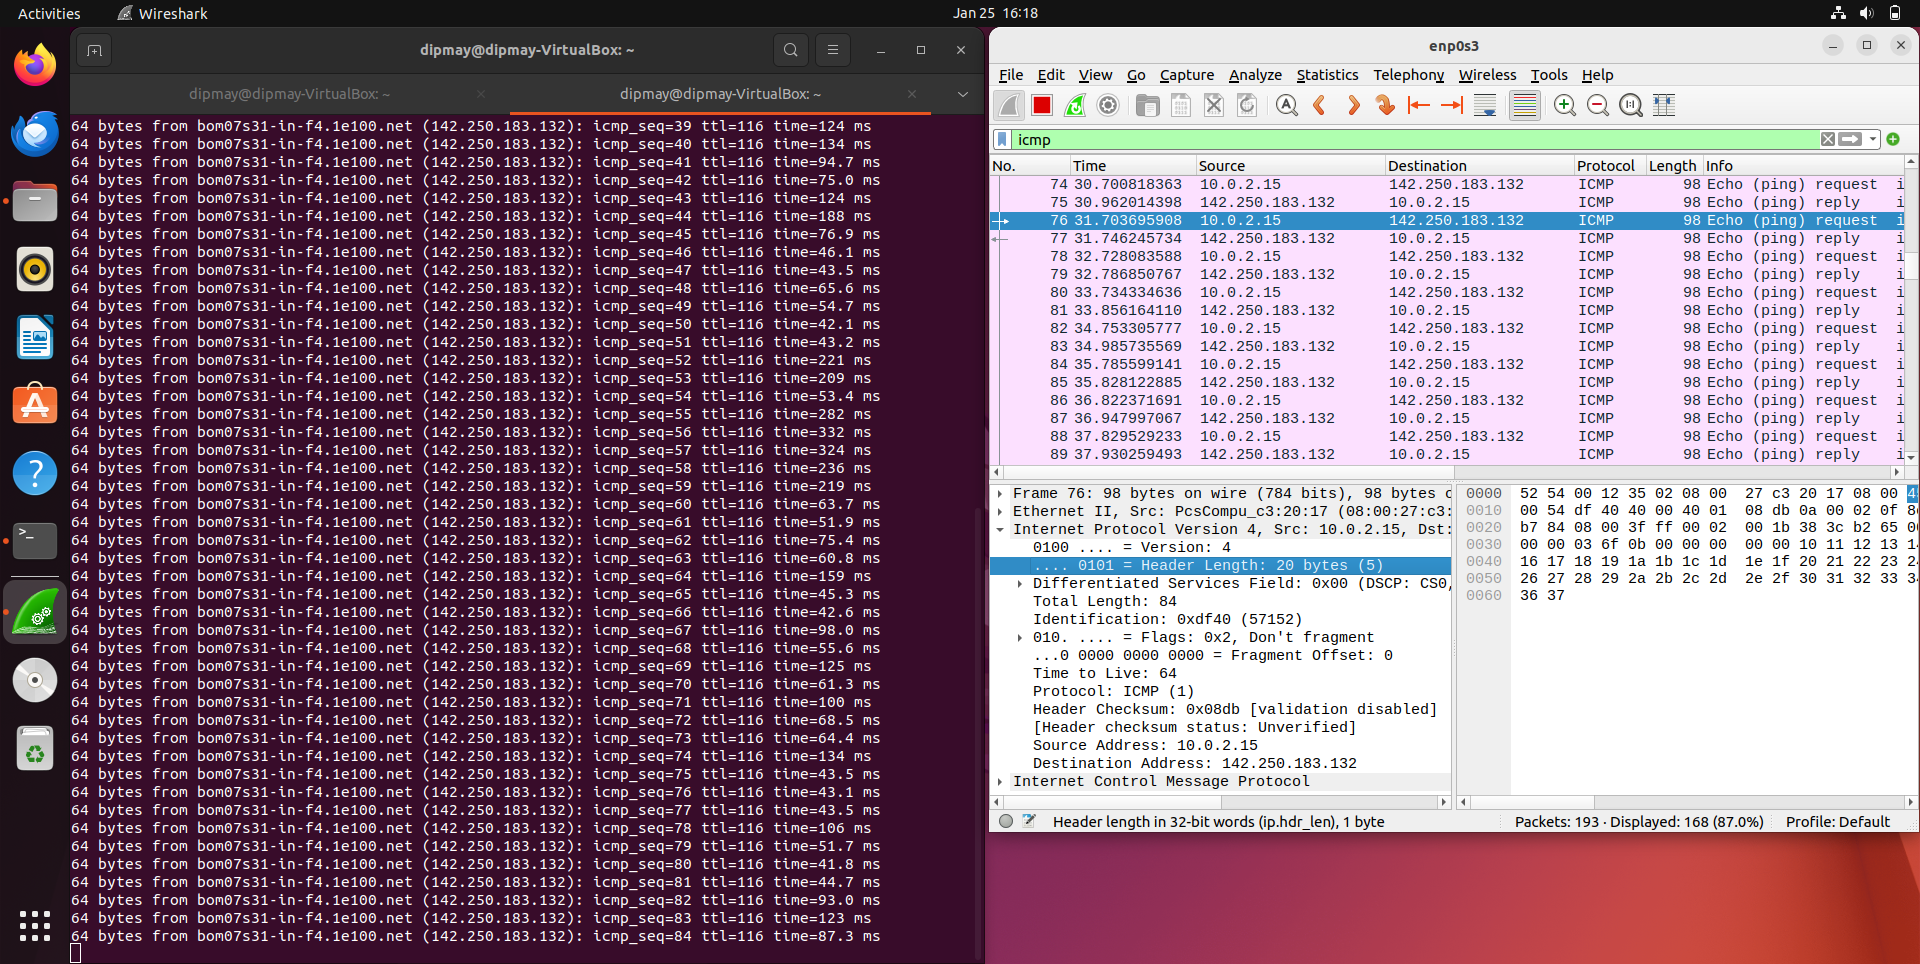 Activities
Wireshark
Jan 25 16:18
dipmay@dipmay-VirtualBox: ~
dipmay@dipmay-VirtualBox: ~
dipmay@dipmay-VirtualBox: ~
64 bytes from bom07s31-in-f4.1e100.net (142.250.183.132): icmp_seq=39 ttl=116 time=124 ms
64 bytes from bom07s31-in-f4.1e100.net (142.250.183.132): icmp_seq=40 ttl=116 time=134 ms
64 bytes from bom07s31-in-f4.1e100.net (142.250.183.132): icmp_seq=41 ttl=116 time=94.7 ms
64 bytes from bom07s31-in-f4.1e100.net (142.250.183.132): icmp_seq=42 ttl=116 time=75.0 ms
64 bytes from bom07s31-in-f4.1e100.net (142.250.183.132): icmp_seq=43 ttl=116 time=124 ms
64 bytes from bom07s31-in-f4.1e100.net (142.250.183.132): icmp_seq=44 ttl=116 time=188 ms
64 bytes from bom07s31-in-f4.1e100.net (142.250.183.132): icmp_seq=45 ttl=116 time=76.9 ms
64 bytes from bom07s31-in-f4.1e100.net (142.250.183.132): icmp_seq=46 ttl=116 time=46.1 ms
64 bytes from bom07s31-in-f4.1e100.net (142.250.183.132): icmp_seq=47 ttl=116 time=43.5 ms
64 bytes from bom07s31-in-f4.1e100.net (142.250.183.132): icmp_seq=48 ttl=116 time=65.6 ms
64 bytes from bom07s31-in-f4.1e100.net (142.250.183.132): icmp_seq=49 ttl=116 time=54.7 ms
64 bytes from bom07s31-in-f4.1e100.net (142.250.183.132): icmp_seq=50 ttl=116 time=42.1 ms
64 bytes from bom07s31-in-f4.1e100.net (142.250.183.132): icmp_seq=51 ttl=116 time=43.2 ms
64 bytes from bom07s31-in-f4.1e100.net (142.250.183.132): icmp_seq=52 ttl=116 time=221 ms
64 bytes from bom07s31-in-f4.1e100.net (142.250.183.132): icmp_seq=53 ttl=116 time=209 ms
64 bytes from bom07s31-in-f4.1e100.net (142.250.183.132): icmp_seq=54 ttl=116 time=53.4 ms
64 bytes from bom07s31-in-f4.1e100.net (142.250.183.132): icmp_seq=55 ttl=116 time=282 ms
64 bytes from bom07s31-in-f4.1e100.net (142.250.183.132): icmp_seq=56 ttl=116 time=332 ms
64 bytes from bom07s31-in-f4.1e100.net (142.250.183.132): icmp_seq=57 ttl=116 time=324 ms
64 bytes from bom07s31-in-f4.1e100.net (142.250.183.132): icmp_seq=58 ttl=116 time=236 ms
64 bytes from bom07s31-in-f4.1e100.net (142.250.183.132): icmp_seq=59 ttl=116 time=219 ms
64 bytes from bom07s31-in-f4.1e100.net (142.250.183.132): icmp_seq=60 ttl=116 time=63.7 ms
64 bytes from bom07s31-in-f4.1e100.net (142.250.183.132): icmp_seq=61 ttl=116 time=51.9 ms
64 bytes from bom07s31-in-f4.1e100.net (142.250.183.132): icmp_seq=62 ttl=116 time=75.4 ms
64 bytes from bom07s31-in-f4.1e100.net (142.250.183.132): icmp_seq=63 ttl=116 time=60.8 ms
64 bytes from bom07s31-in-f4.1e100.net (142.250.183.132): icmp_seq=64 ttl=116 time=159 ms
64 bytes from bom07s31-in-f4.1e100.net (142.250.183.132): icmp_seq=65 ttl=116 time=45.3 ms
64 bytes from bom07s31-in-f4.1e100.net (142.250.183.132): icmp_seq=66 ttl=116 time=42.6 ms
64 bytes from bom07s31-in-f4.1e100.net (142.250.183.132): icmp_seq=67 ttl=116 time=98.0 ms
64 bytes from bom07s31-in-f4.1e100.net (142.250.183.132): icmp_seq=68 ttl=116 time=55.6 ms
64 bytes from bom07s31-in-f4.1e100.net (142.250.183.132): icmp_seq=69 ttl=116 time=125 ms
64 bytes from bom07s31-in-f4.1e100.net (142.250.183.132): icmp_seq=70 ttl=116 time=61.3 ms
64 bytes from bom07s31-in-f4.1e100.net (142.250.183.132): icmp_seq=71 ttl=116 time=100 ms
64 bytes from bom07s31-in-f4.1e100.net (142.250.183.132): icmp_seq=72 ttl=116 time=68.5 ms
64 bytes from bom07s31-in-f4.1e100.net (142.250.183.132): icmp_seq=73 ttl=116 time=64.4 ms
64 bytes from bom07s31-in-f4.1e100.net (142.250.183.132): icmp_seq=74 ttl=116 time=134 ms
64 bytes from bom07s31-in-f4.1e100.net (142.250.183.132): icmp_seq=75 ttl=116 time=43.5 ms
64 bytes from bom07s31-in-f4.1e100.net (142.250.183.132): icmp_seq=76 ttl=116 time=43.1 ms
64 bytes from bom07s31-in-f4.1e100.net (142.250.183.132): icmp_seq=77 ttl=116 time=43.5 ms
64 bytes from bom07s31-in-f4.1e100.net (142.250.183.132): icmp_seq=78 ttl=116 time=106 ms
64 bytes from bom07s31-in-f4.1e100.net (142.250.183.132): icmp_seq=79 ttl=116 time=51.7 ms
64 bytes from bom07s31-in-f4.1e100.net (142.250.183.132): icmp_seq=80 ttl=116 time=41.8 ms
64 bytes from bom07s31-in-f4.1e100.net (142.250.183.132): icmp_seq=81 ttl=116 time=44.7 ms
64 bytes from bom07s31-in-f4.1e100.net (142.250.183.132): icmp_seq=82 ttl=116 time=93.0 ms
64 bytes from bom07s31-in-f4.1e100.net (142.250.183.132): icmp_seq=83 ttl=116 time=123 ms
64 bytes from bom07s31-in-f4.1e100.net (142.250.183.132): icmp_seq=84 ttl=116 time=87.3 ms
enp0s3
File Edit View Go Capture Analyze Statistics Telephony Wireless Tools Help
icmp
No. Time Source Destination Protocol Length Info
74 30.700818363 10.0.2.15 142.250.183.132 ICMP 98 Echo (ping) request i
75 30.962014398 142.250.183.132 10.0.2.15 ICMP 98 Echo (ping) reply i
76 31.703695908 10.0.2.15 142.250.183.132 ICMP 98 Echo (ping) request i
77 31.746245734 142.250.183.132 10.0.2.15 ICMP 98 Echo (ping) reply i
78 32.728083588 10.0.2.15 142.250.183.132 ICMP 98 Echo (ping) request i
79 32.786850767 142.250.183.132 10.0.2.15 ICMP 98 Echo (ping) reply i
80 33.734334636 10.0.2.15 142.250.183.132 ICMP 98 Echo (ping) request i
81 33.856164110 142.250.183.132 10.0.2.15 ICMP 98 Echo (ping) reply i
82 34.753305777 10.0.2.15 142.250.183.132 ICMP 98 Echo (ping) request i
83 34.985735569 142.250.183.132 10.0.2.15 ICMP 98 Echo (ping) reply i
84 35.785599141 10.0.2.15 142.250.183.132 ICMP 98 Echo (ping) request i
85 35.828122885 142.250.183.132 10.0.2.15 ICMP 98 Echo (ping) reply i
86 36.822371691 10.0.2.15 142.250.183.132 ICMP 98 Echo (ping) request i
87 36.947997067 142.250.183.132 10.0.2.15 ICMP 98 Echo (ping) reply i
88 37.829529233 10.0.2.15 142.250.183.132 ICMP 98 Echo (ping) request i
89 37.930259493 142.250.183.132 10.0.2.15 ICMP 98 Echo (ping) reply i
Frame 76: 98 bytes on wire (784 bits), 98 bytes
Ethernet II, Src: PcsCompu_c3:20:17 (08:00:27:c3:
Internet Protocol Version 4, Src: 10.0.2.15, Dst:
0100 .... = Version: 4
.... 0101 = Header Length: 20 bytes (5)
Differentiated Services Field: 0x00 (DSCP: CS0,
Total Length: 84
Identification: 0xdf40 (57152)
010. .... = Flags: 0x2, Don't fragment
...0 0000 0000 0000 = Fragment Offset: 0
Time to Live: 64
Protocol: ICMP (1)
Header Checksum: 0x08db [validation disabled]
[Header checksum status: Unverified]
Source Address: 10.0.2.15
Destination Address: 142.250.183.132
Internet Control Message Protocol
0000 52 54 00 12 35 02 08 00 27 c3 20 17 08 00
0010 00 54 df 40 40 00 40 01 08 db 0a 00 02 0f
0020 b7 84 08 00 3f ff 00 02 00 1b 38 3c b2 65
0030 00 00 03 6f 0b 00 00 00 00 00 10 11 12 13
0040 16 17 18 19 1a 1b 1c 1d 1e 1f 20 21 22 23
0050 26 27 28 29 2a 2b 2c 2d 2e 2f 30 31 32 33
0060 36 37
Header length in 32-bit words (ip.hdr_len), 1 byte
Packets: 193 · Displayed: 168 (87.0%)
Profile: Default